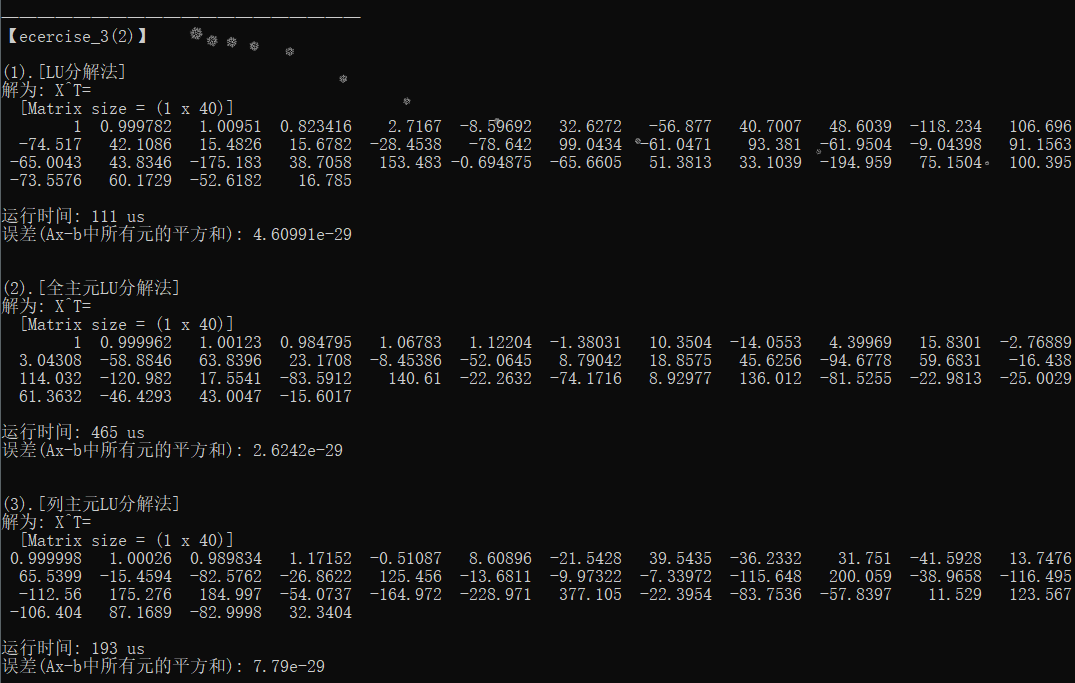 ————————————————————
【ecercise_3(2)】
(1).[LU分解法]
解为: X^T=
[Matrix size = (1 x 40)]
1 0.999782 1.00951 0.823416 2.7167 -8.59692 32.6272 -56.877 40.7007 48.6039 -118.234 106.696
-74.517 42.1086 15.4826 15.6782 -28.4538 -78.642 99.0434 -61.0471 93.381 -61.9504 -9.04398 91.1563
-65.0043 43.8346 -175.183 38.7058 153.483 -0.694875 -65.6605 51.3813 33.1039 -194.959 75.1504 100.395
-73.5576 60.1729 -52.6182 16.785
运行时间: 111 us
误差(Ax-b中所有元的平方和): 4.60991e-29
(2).[全主元LU分解法]
解为: X^T=
[Matrix size = (1 x 40)]
1 0.999962 1.00123 0.984795 1.06783 1.12204 -1.38031 10.3504 -14.0553 4.39969 15.8301 -2.76889
3.04308 -58.8846 63.8396 23.1708 -8.45386 -52.0645 8.79042 18.8575 45.6256 -94.6778 59.6831 -16.438
114.032 -120.982 17.5541 -83.5912 140.61 -22.2632 -74.1716 8.92977 136.012 -81.5255 -22.9813 -25.0029
61.3632 -46.4293 43.0047 -15.6017
运行时间: 465 us
误差(Ax-b中所有元的平方和): 2.6242e-29
(3).[列主元LU分解法]
解为: X^T=
[Matrix size = (1 x 40)]
0.999998 1.00026 0.989834 1.17152 -0.51087 8.60896 -21.5428 39.5435 -36.2332 31.751 -41.5928 13.7476
65.5399 -15.4594 -82.5762 -26.8622 125.456 -13.6811 -9.97322 -7.33972 -115.648 200.059 -38.9658 -116.495
-112.56 175.276 184.997 -54.0737 -164.972 -228.971 377.105 -22.3954 -83.7536 -57.8397 11.529 123.567
-106.404 87.1689 -82.9998 32.3404
运行时间: 193 us
误差(Ax-b中所有元的平方和): 7.79e-29